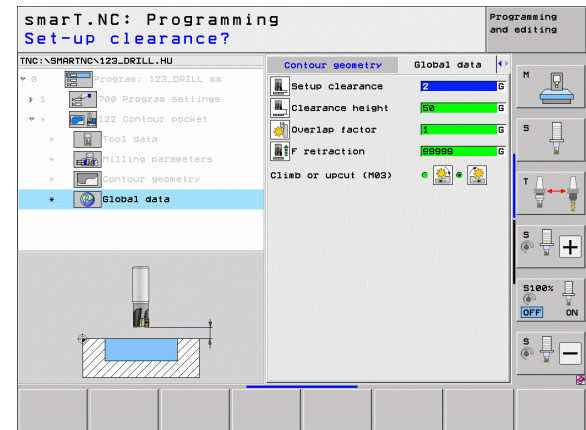 smarT.NC: Programming
Programming and editing
Set-up clearance?
TNC:\SMARTNC\123_DRILL.HU
Contour geometry
Global data
0 Program: 123_DRILL mm
1 700 Program settings
* 122 Contour pocket
* Tool data
* Milling parameters
* Contour geometry
* Global data
Setup clearance 2 G
Clearance height 50 G
Overlap factor 1 G
F retraction 99999 G
Climb or upcut (M03)
M
S
T
S
S100%
OFF ON
S